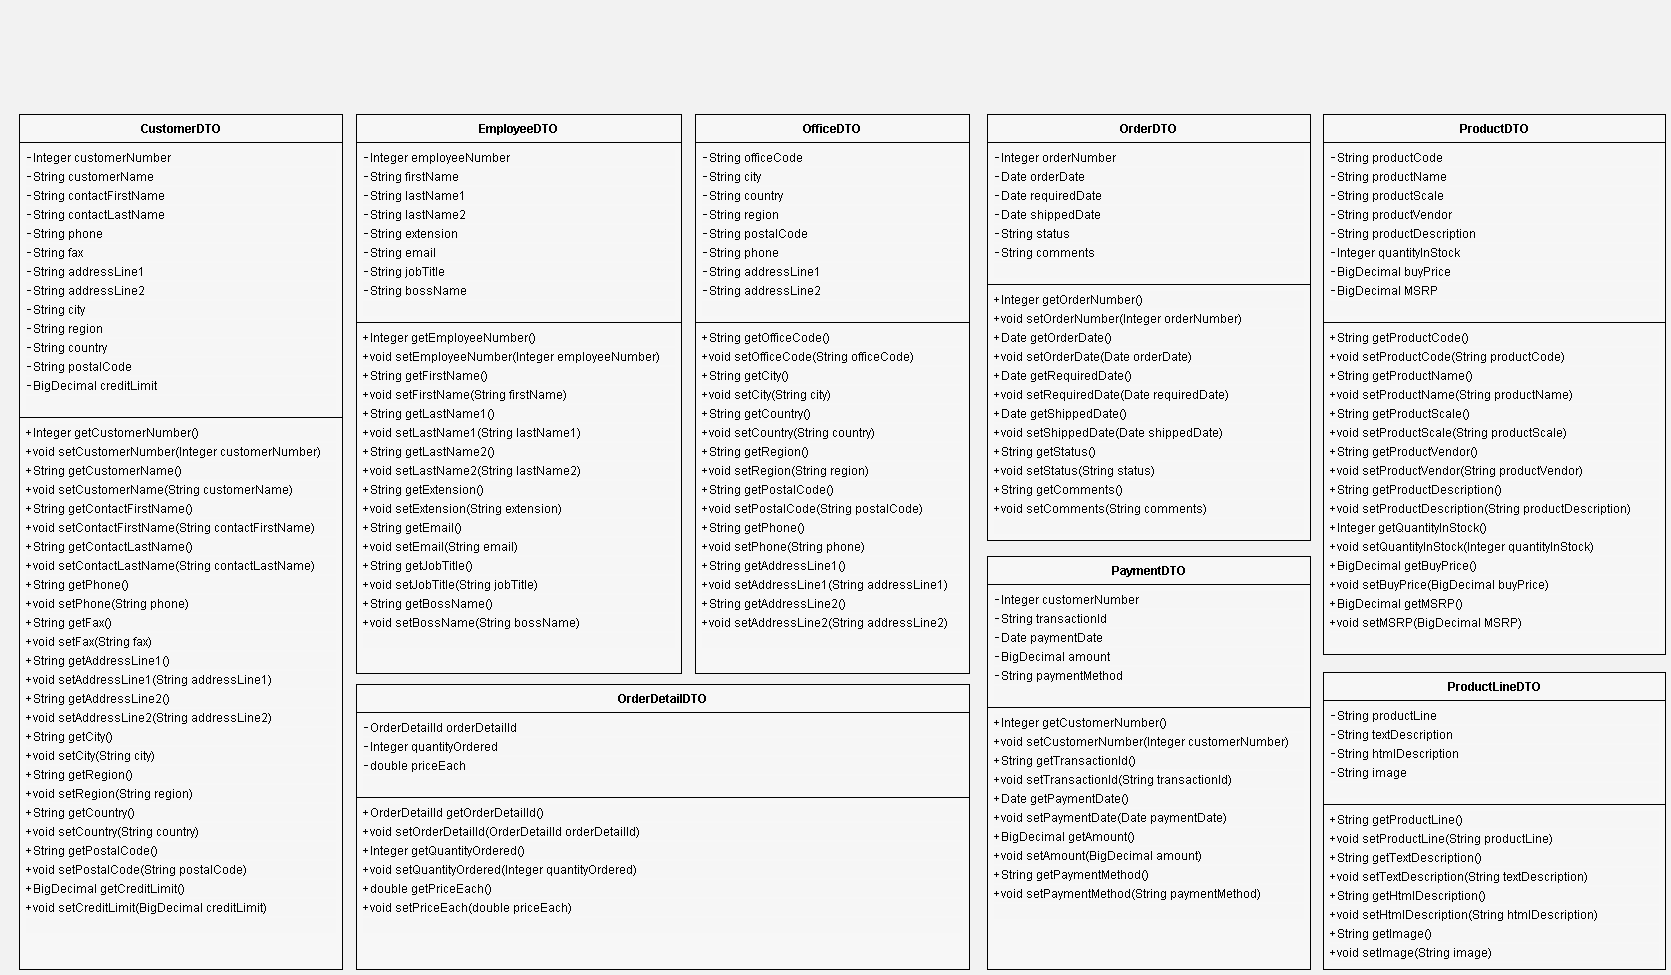 CustomerDTO
-Integer customerNumber
-String customerName
-String contactFirstName
-String contactLastName
-String phone
-String fax
-String addressLine1
-String addressLine2
-String city
-String region
-String country
-String postalCode
-BigDecimal creditLimit
+Integer getCustomerNumber()
+void setCustomerNumber(Integer customerNumber)
+String getCustomerName()
+void setCustomerName(String customerName)
+String getContactFirstName()
+void setContactFirstName(String contactFirstName)
+String getContactLastName()
+void setContactLastName(String contactLastName)
+String getPhone()
+void setPhone(String phone)
+String getFax()
+void setFax(String fax)
+String getAddressLine1()
+void setAddressLine1(String addressLine1)
+String getAddressLine2()
+void setAddressLine2(String addressLine2)
+String getCity()
+void setCity(String city)
+String getRegion()
+void setRegion(String region)
+String getCountry()
+void setCountry(String country)
+String getPostalCode()
+void setPostalCode(String postalCode)
+BigDecimal getCreditLimit()
+void setCreditLimit(BigDecimal creditLimit)
EmployeeDTO
-Integer employeeNumber
-String firstName
-String lastName1
-String lastName2
-String extension
-String email
-String jobTitle
-String bossName
+Integer getEmployeeNumber()
+void setEmployeeNumber(Integer employeeNumber)
+String getFirstName()
+void setFirstName(String firstName)
+String getLastName1()
+void setLastName1(String lastName1)
+String getLastName2()
+void setLastName2(String lastName2)
+String getExtension()
+void setExtension(String extension)
+String getEmail()
+void setEmail(String email)
+String getJobTitle()
+void setJobTitle(String jobTitle)
+String getBossName()
+void setBossName(String bossName)
OfficeDTO
-String officeCode
-String city
-String country
-String region
-String postalCode
-String phone
-String addressLine1
-String addressLine2
+String getOfficeCode()
+void setOfficeCode(String officeCode)
+String getCity()
+void setCity(String city)
+String getCountry()
+void setCountry(String country)
+String getRegion()
+void setRegion(String region)
+String getPostalCode()
+void setPostalCode(String postalCode)
+String getPhone()
+void setPhone(String phone)
+String getAddressLine1()
+void setAddressLine1(String addressLine1)
+String getAddressLine2()
+void setAddressLine2(String addressLine2)
OrderDetailDTO
-OrderDetailId orderDetailId
-Integer quantityOrdered
-double priceEach
+OrderDetailId getOrderDetailId()
+void setOrderDetailId(OrderDetailId orderDetailId)
+Integer getQuantityOrdered()
+void setQuantityOrdered(Integer quantityOrdered)
+double getPriceEach()
+void setPriceEach(double priceEach)
OrderDTO
-Integer orderNumber
-Date orderDate
-Date requiredDate
-Date shippedDate
-String status
-String comments
+Integer getOrderNumber()
+void setOrderNumber(Integer orderNumber)
+Date getOrderDate()
+void setOrderDate(Date orderDate)
+Date getRequiredDate()
+void setRequiredDate(Date requiredDate)
+Date getShippedDate()
+void setShippedDate(Date shippedDate)
+String getStatus()
+void setStatus(String status)
+String getComments()
+void setComments(String comments)
PaymentDTO
-Integer customerNumber
-String transactionId
-Date paymentDate
-BigDecimal amount
-String paymentMethod
+Integer getCustomerNumber()
+void setCustomerNumber(Integer customerNumber)
+String getTransactionId()
+void setTransactionId(String transactionId)
+Date getPaymentDate()
+void setPaymentDate(Date paymentDate)
+BigDecimal getAmount()
+void setAmount(BigDecimal amount)
+String getPaymentMethod()
+void setPaymentMethod(String paymentMethod)
ProductDTO
-String productCode
-String productName
-String productScale
-String productVendor
-String productDescription
-Integer quantityInStock
-BigDecimal buyPrice
-BigDecimal MSRP
+String getProductCode()
+void setProductCode(String productCode)
+String getProductName()
+void setProductName(String productName)
+String getProductScale()
+void setProductScale(String productScale)
+String getProductVendor()
+void setProductVendor(String productVendor)
+String getProductDescription()
+void setProductDescription(String productDescription)
+Integer getQuantityInStock()
+void setQuantityInStock(Integer quantityInStock)
+BigDecimal getBuyPrice()
+void setBuyPrice(BigDecimal buyPrice)
+BigDecimal getMSRP()
+void setMSRP(BigDecimal MSRP)
ProductLineDTO
-String productLine
-String textDescription
-String htmlDescription
-String image
+String getProductLine()
+void setProductLine(String productLine)
+String getTextDescription()
+void setTextDescription(String textDescription)
+String getHtmlDescription()
+void setHtmlDescription(String htmlDescription)
+String getImage()
+void setImage(String image)